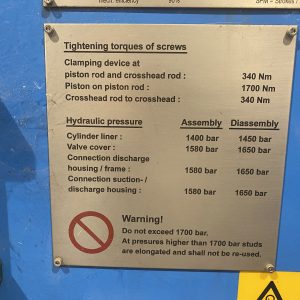 mech. efficiency 90%
Tightening torques of screws
Clamping device at
piston rod and crosshead rod : 340 Nm
Piston on piston rod : 1700 Nm
Crosshead rod to crosshead : 340 Nm
Hydraulic pressure Assembly Diassembly
Cylinder liner : 1400 bar 1450 bar
Valve cover : 1580 bar 1650 bar
Connection discharge
housing / frame : 1580 bar 1650 bar
Connection suction- /
discharge housing : 1580 bar 1650 bar
Warning!
Do not exceed 1700 bar.
At presures higher than 1700 bar studs
are elongated and shall not be re-used.